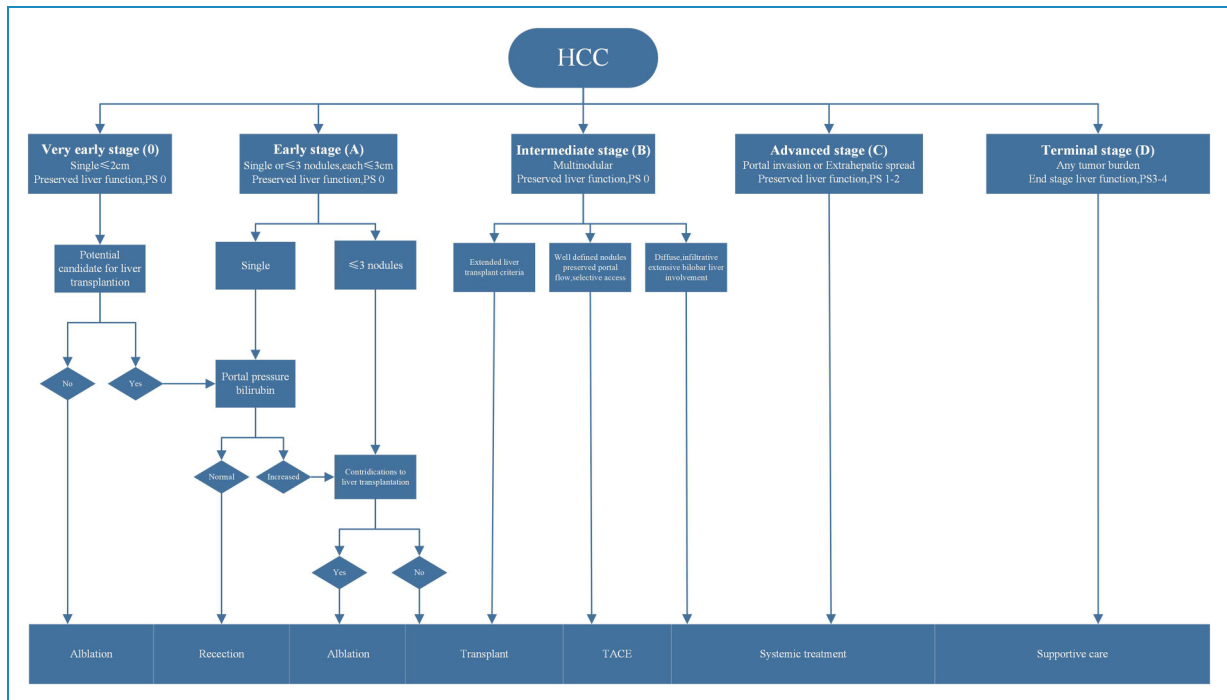 HCC
Very early stage (0)
Single≤2cm
Preserved liver function,PS 0
Early stage (A)
Single or≤3 nodules,each≤3cm
Preserved liver function,PS 0
Intermediate stage (B)
Multinodular
Preserved liver function,PS 0
Advanced stage (C)
Portal invasion or Extrahepatic spread
Preserved liver function,PS 1-2
Terminal stage (D)
Any tumor burden
End stage liver function,PS3-4
Potential
candidate for liver
transplantion
Single
≤3 nodules
Extended liver
transplant criteria
Well defined nodules
preserved portal
flow,selective access
Diffuse,infiltrative
extensive bilobar liver
involvement
No
Yes
Portal pressure
bilirubin
Normal
Increased
Contridications to
liver transplantation
Yes
No
Alblation
Recection
Alblation
Transplant
TACE
Systemic treatment
Supportive care